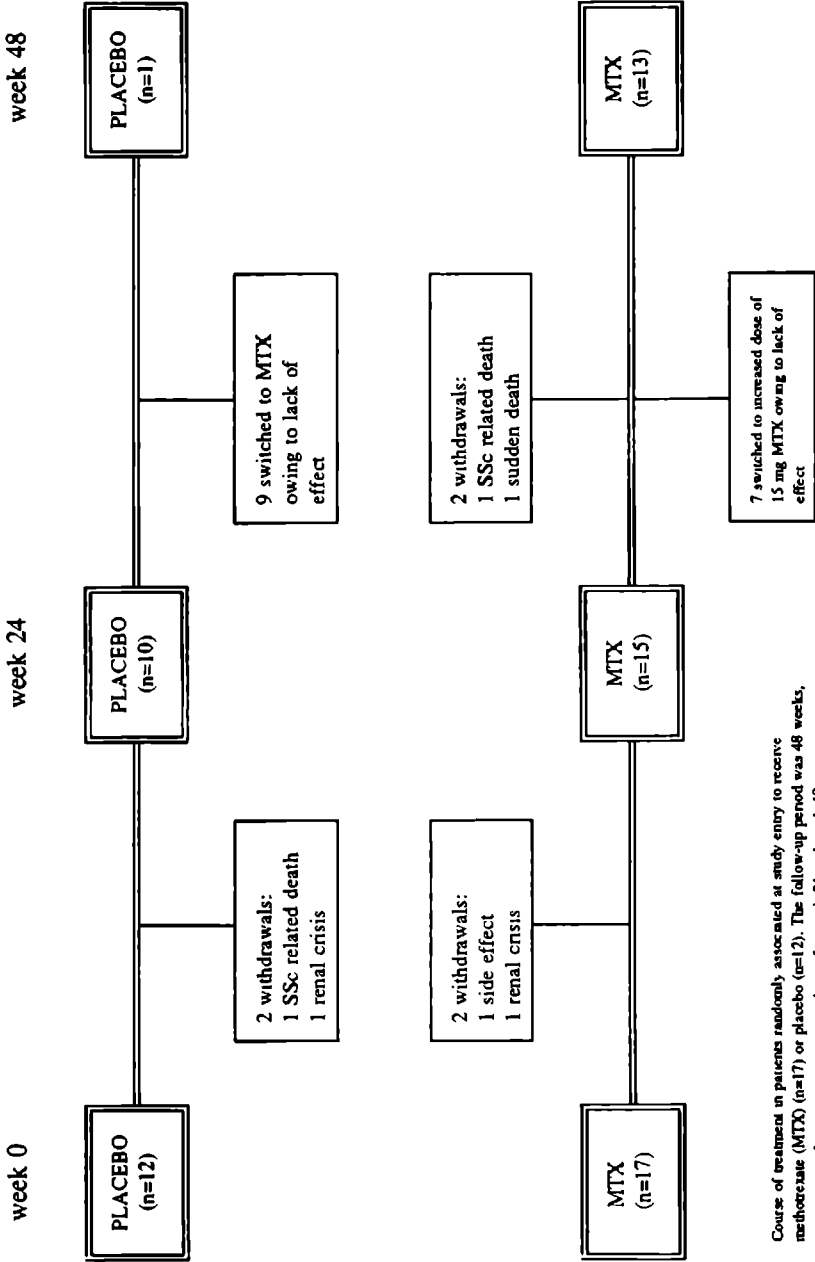 week 0
week 24
week 48
PLACEBO
(n=12)
PLACEBO
(n=10)
PLACEBO
(n=1)
2 withdrawals:
1 SSc related death
1 renal crisis
9 switched to MTX
owing to lack of
effect
2 withdrawals:
1 side effect
1 renal crisis
2 withdrawals:
1 SSc related death
1 sudden death
MTX
(n=17)
MTX
(n=15)
MTX
(n=13)
7 switched to increased dose of
15 mg MTX owing to lack of
effect
Course of treatment in patients randomly associated at study entry to receive
methotrexate (MTX) (n=17) or placebo (n=12). The follow-up period was 48 weeks,